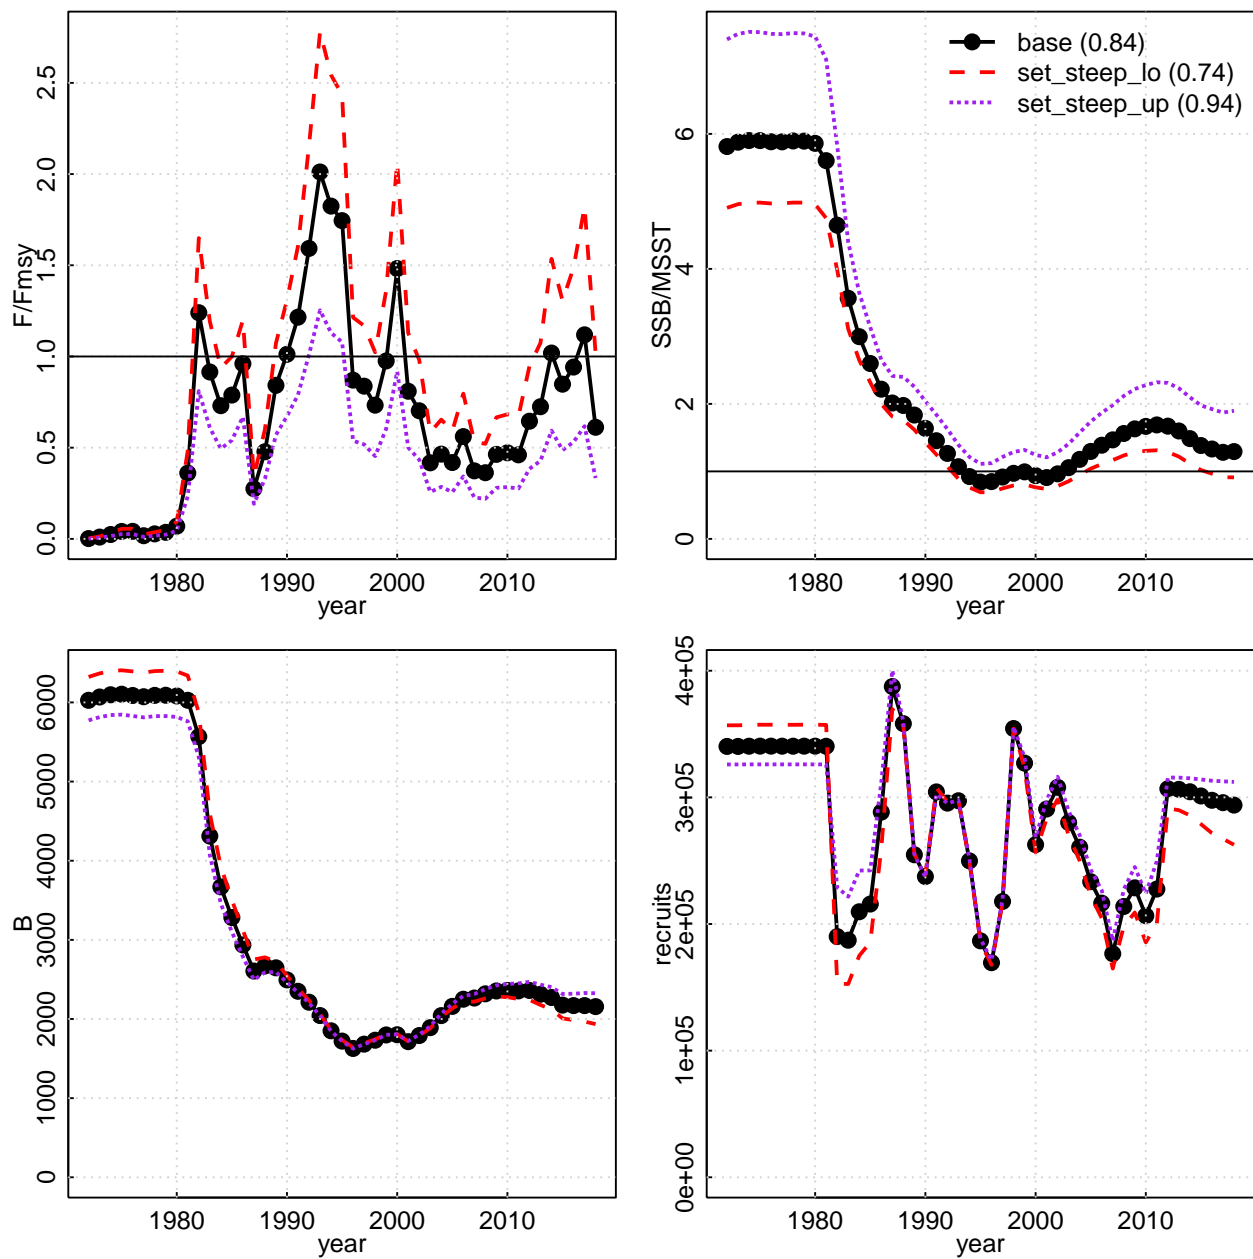 F/Fmsy
0.0 0.5 1.0 1.5 2.0 2.5
1980 1990 2000 2010
year
SSB/MSST
0 2 4 6
1980 1990 2000 2010
year
base (0.84)
set_steep_lo (0.74)
set_steep_up (0.94)
B
0 1000 2000 3000 4000 5000 6000
1980 1990 2000 2010
year
recruits
0e+00 1e+05 2e+05 3e+05 4e+05
1980 1990 2000 2010
year